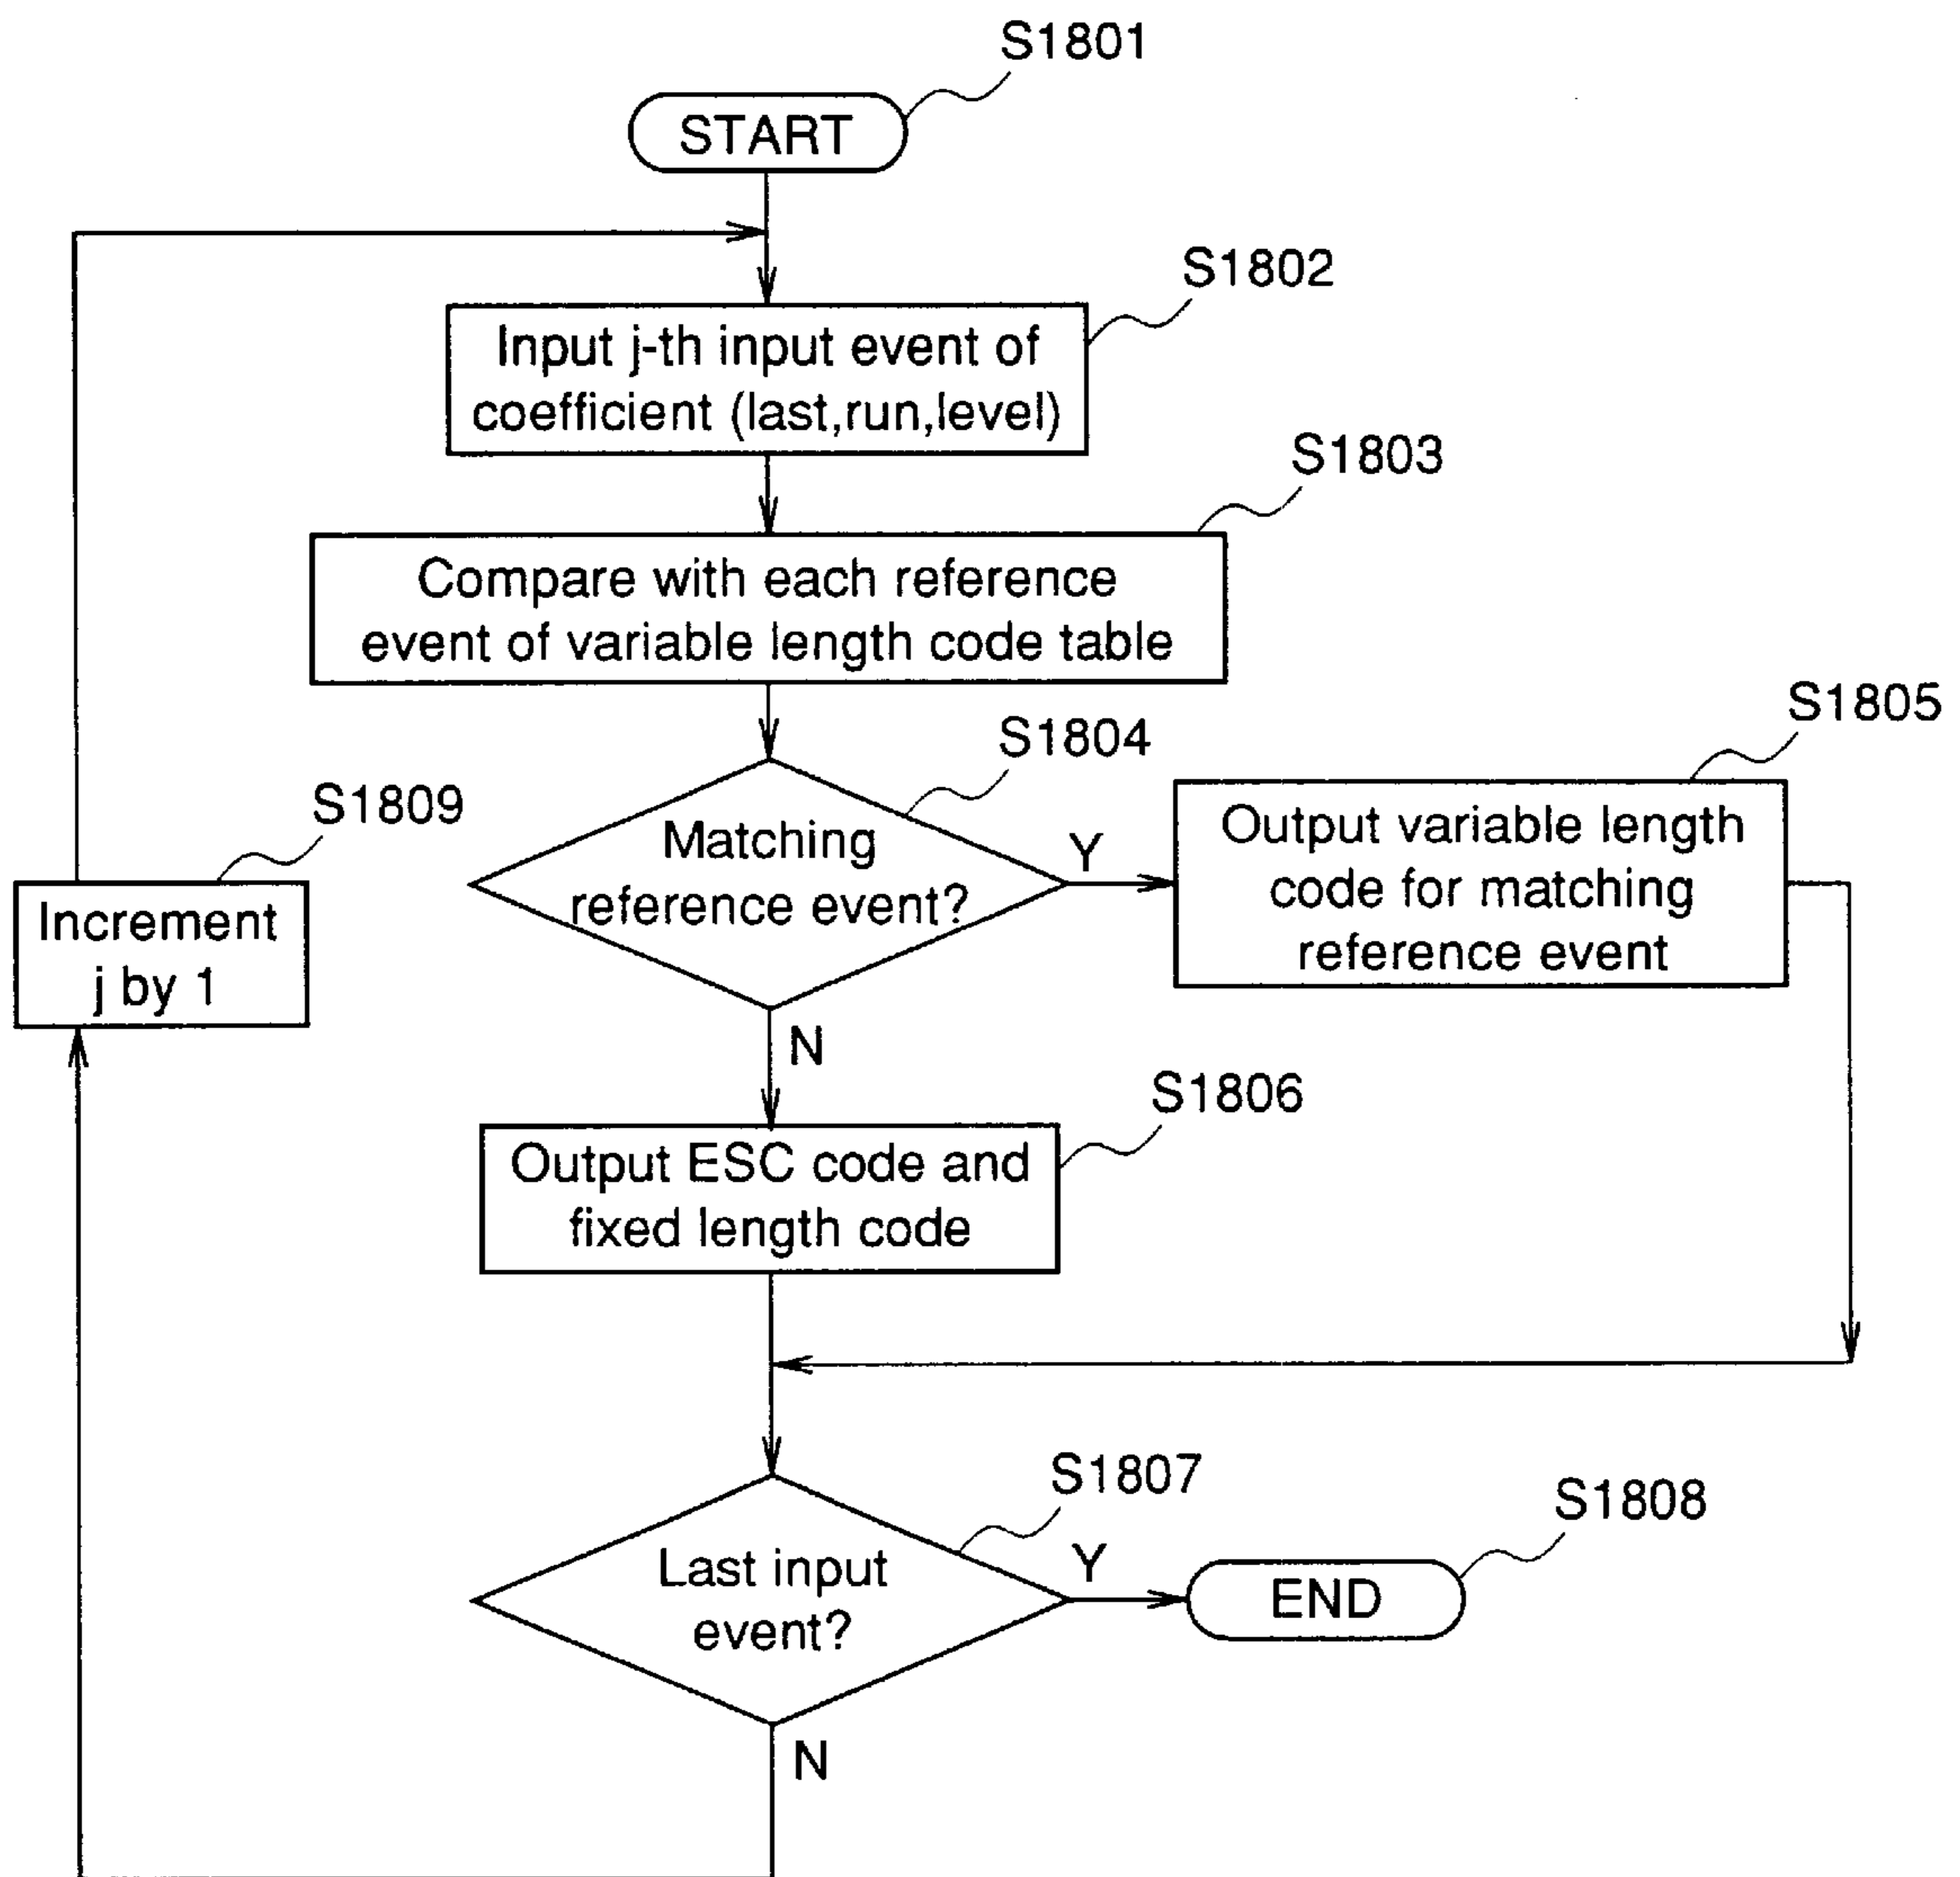 S1801
START
S1802
Input j-th input event of
coefficient (last,run,level)
S1803
Compare with each reference
event of variable length code table
S1804
Matching
reference event?
Y
N
S1805
Output variable length
code for matching
reference event
S1809
Increment
j by 1
S1806
Output ESC code and
fixed length code
S1807
Last input
event?
Y
N
S1808
END